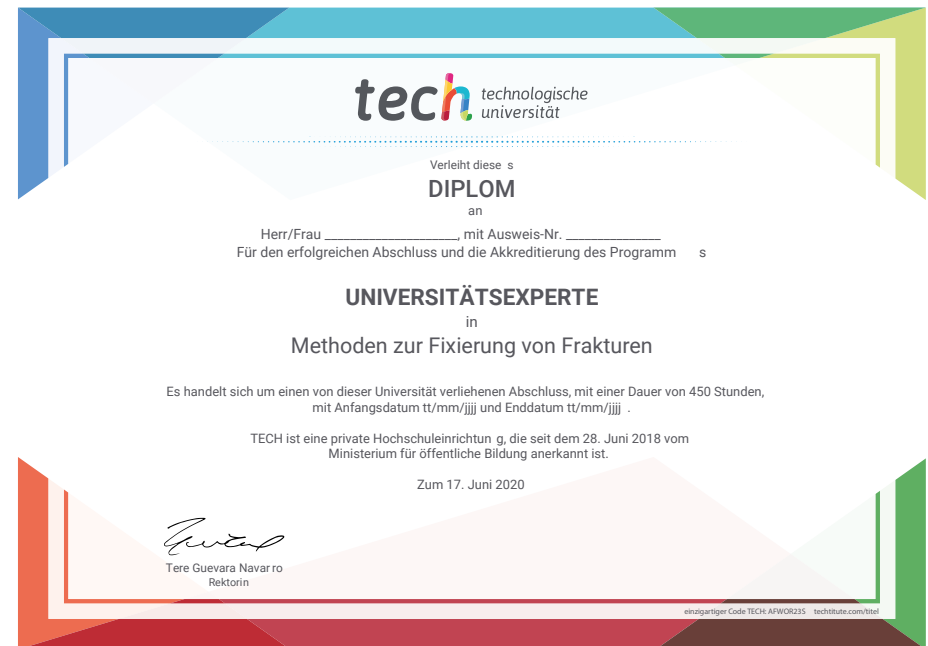 tech technologische
universität
Verleiht diese s
DIPLOM
an
Herr/Frau ____________________, mit Ausweis-Nr. ______________
Für den erfolgreichen Abschluss und die Akkreditierung des Programm s
UNIVERSITÄTSEXPERTE
in
Methoden zur Fixierung von Frakturen
Es handelt sich um einen von dieser Universität verliehenen Abschluss, mit einer Dauer von 450 Stunden,
mit Anfangsdatum tt/mm/jjjj und Enddatum tt/mm/jjjj .
TECH ist eine private Hochschuleinrichtun g, die seit dem 28. Juni 2018 vom
Ministerium für öffentliche Bildung anerkannt ist.
Zum 17. Juni 2020
Tere Guevara Navar ro
Rektorin
einzigartiger Code TECH: AFWOR23S techtitute.com/titel